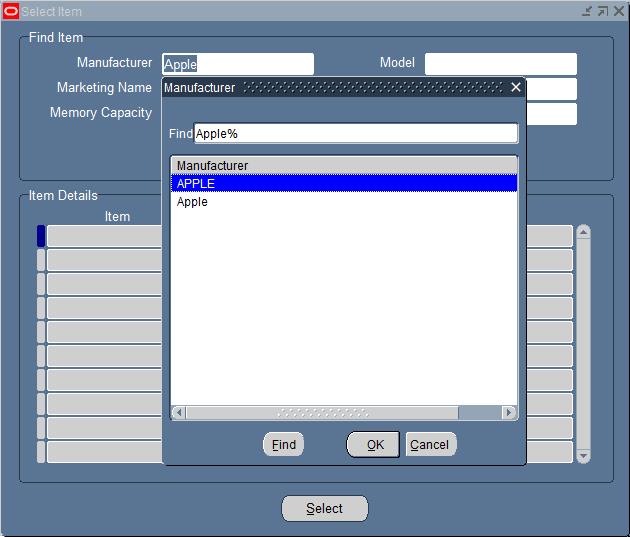 Select Item
Find Item
Manufacturer Apple Model
Marketing Name
Memory Capacity
Manufacturer
Find Apple%
Manufacturer
APPLE
Apple
Find OK Cancel
Item Details
Item
Select